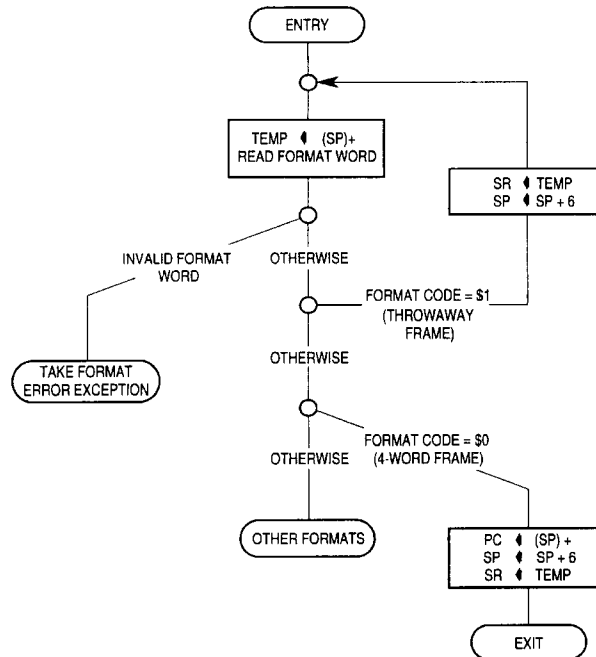 ENTRY
TEMP ◖ (SP)+
READ FORMAT WORD
SR ◖ TEMP
SP ◖ SP + 6
INVALID FORMAT
WORD
OTHERWISE
FORMAT CODE = $1
(THROWAWAY
FRAME)
TAKE FORMAT
ERROR EXCEPTION
OTHERWISE
FORMAT CODE = $0
(4-WORD FRAME)
OTHERWISE
OTHER FORMATS
PC ◖ (SP) +
SP ◖ SP + 6
SR ◖ TEMP
EXIT